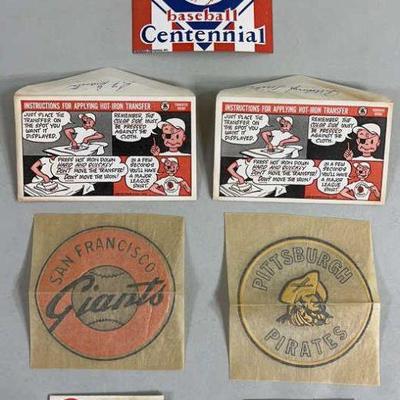 baseball
Centennial
INSTRUCTIONS FOR APPLYING HOT-IRON TRANSFER
JUST PLACE THE TRANSFER ON THE SPOT YOU WANT IT DISPLAYED.
REMEMBER, THE COLOR SIDE MUST BE PRESSED AGAINST THE CLOTH.
PRESS HOT IRON DOWN HARD AND QUICKLY. DON'T MOVE THE TRANSFER! DON'T MOVE THE IRON!
IN A FEW SECONDS YOU'LL HAVE A MAJOR LEAGUE SHIRT.
INSTRUCTIONS FOR APPLYING HOT-IRON TRANSFER
JUST PLACE THE TRANSFER ON THE SPOT YOU WANT IT DISPLAYED.
REMEMBER, THE COLOR SIDE MUST BE PRESSED AGAINST THE CLOTH.
PRESS HOT IRON DOWN HARD AND QUICKLY. DON'T MOVE THE TRANSFER! DON'T MOVE THE IRON!
IN A FEW SECONDS YOU'LL HAVE A MAJOR LEAGUE SHIRT.
SAN FRANCISCO
Giants
PITTSBURGH
PIRATES